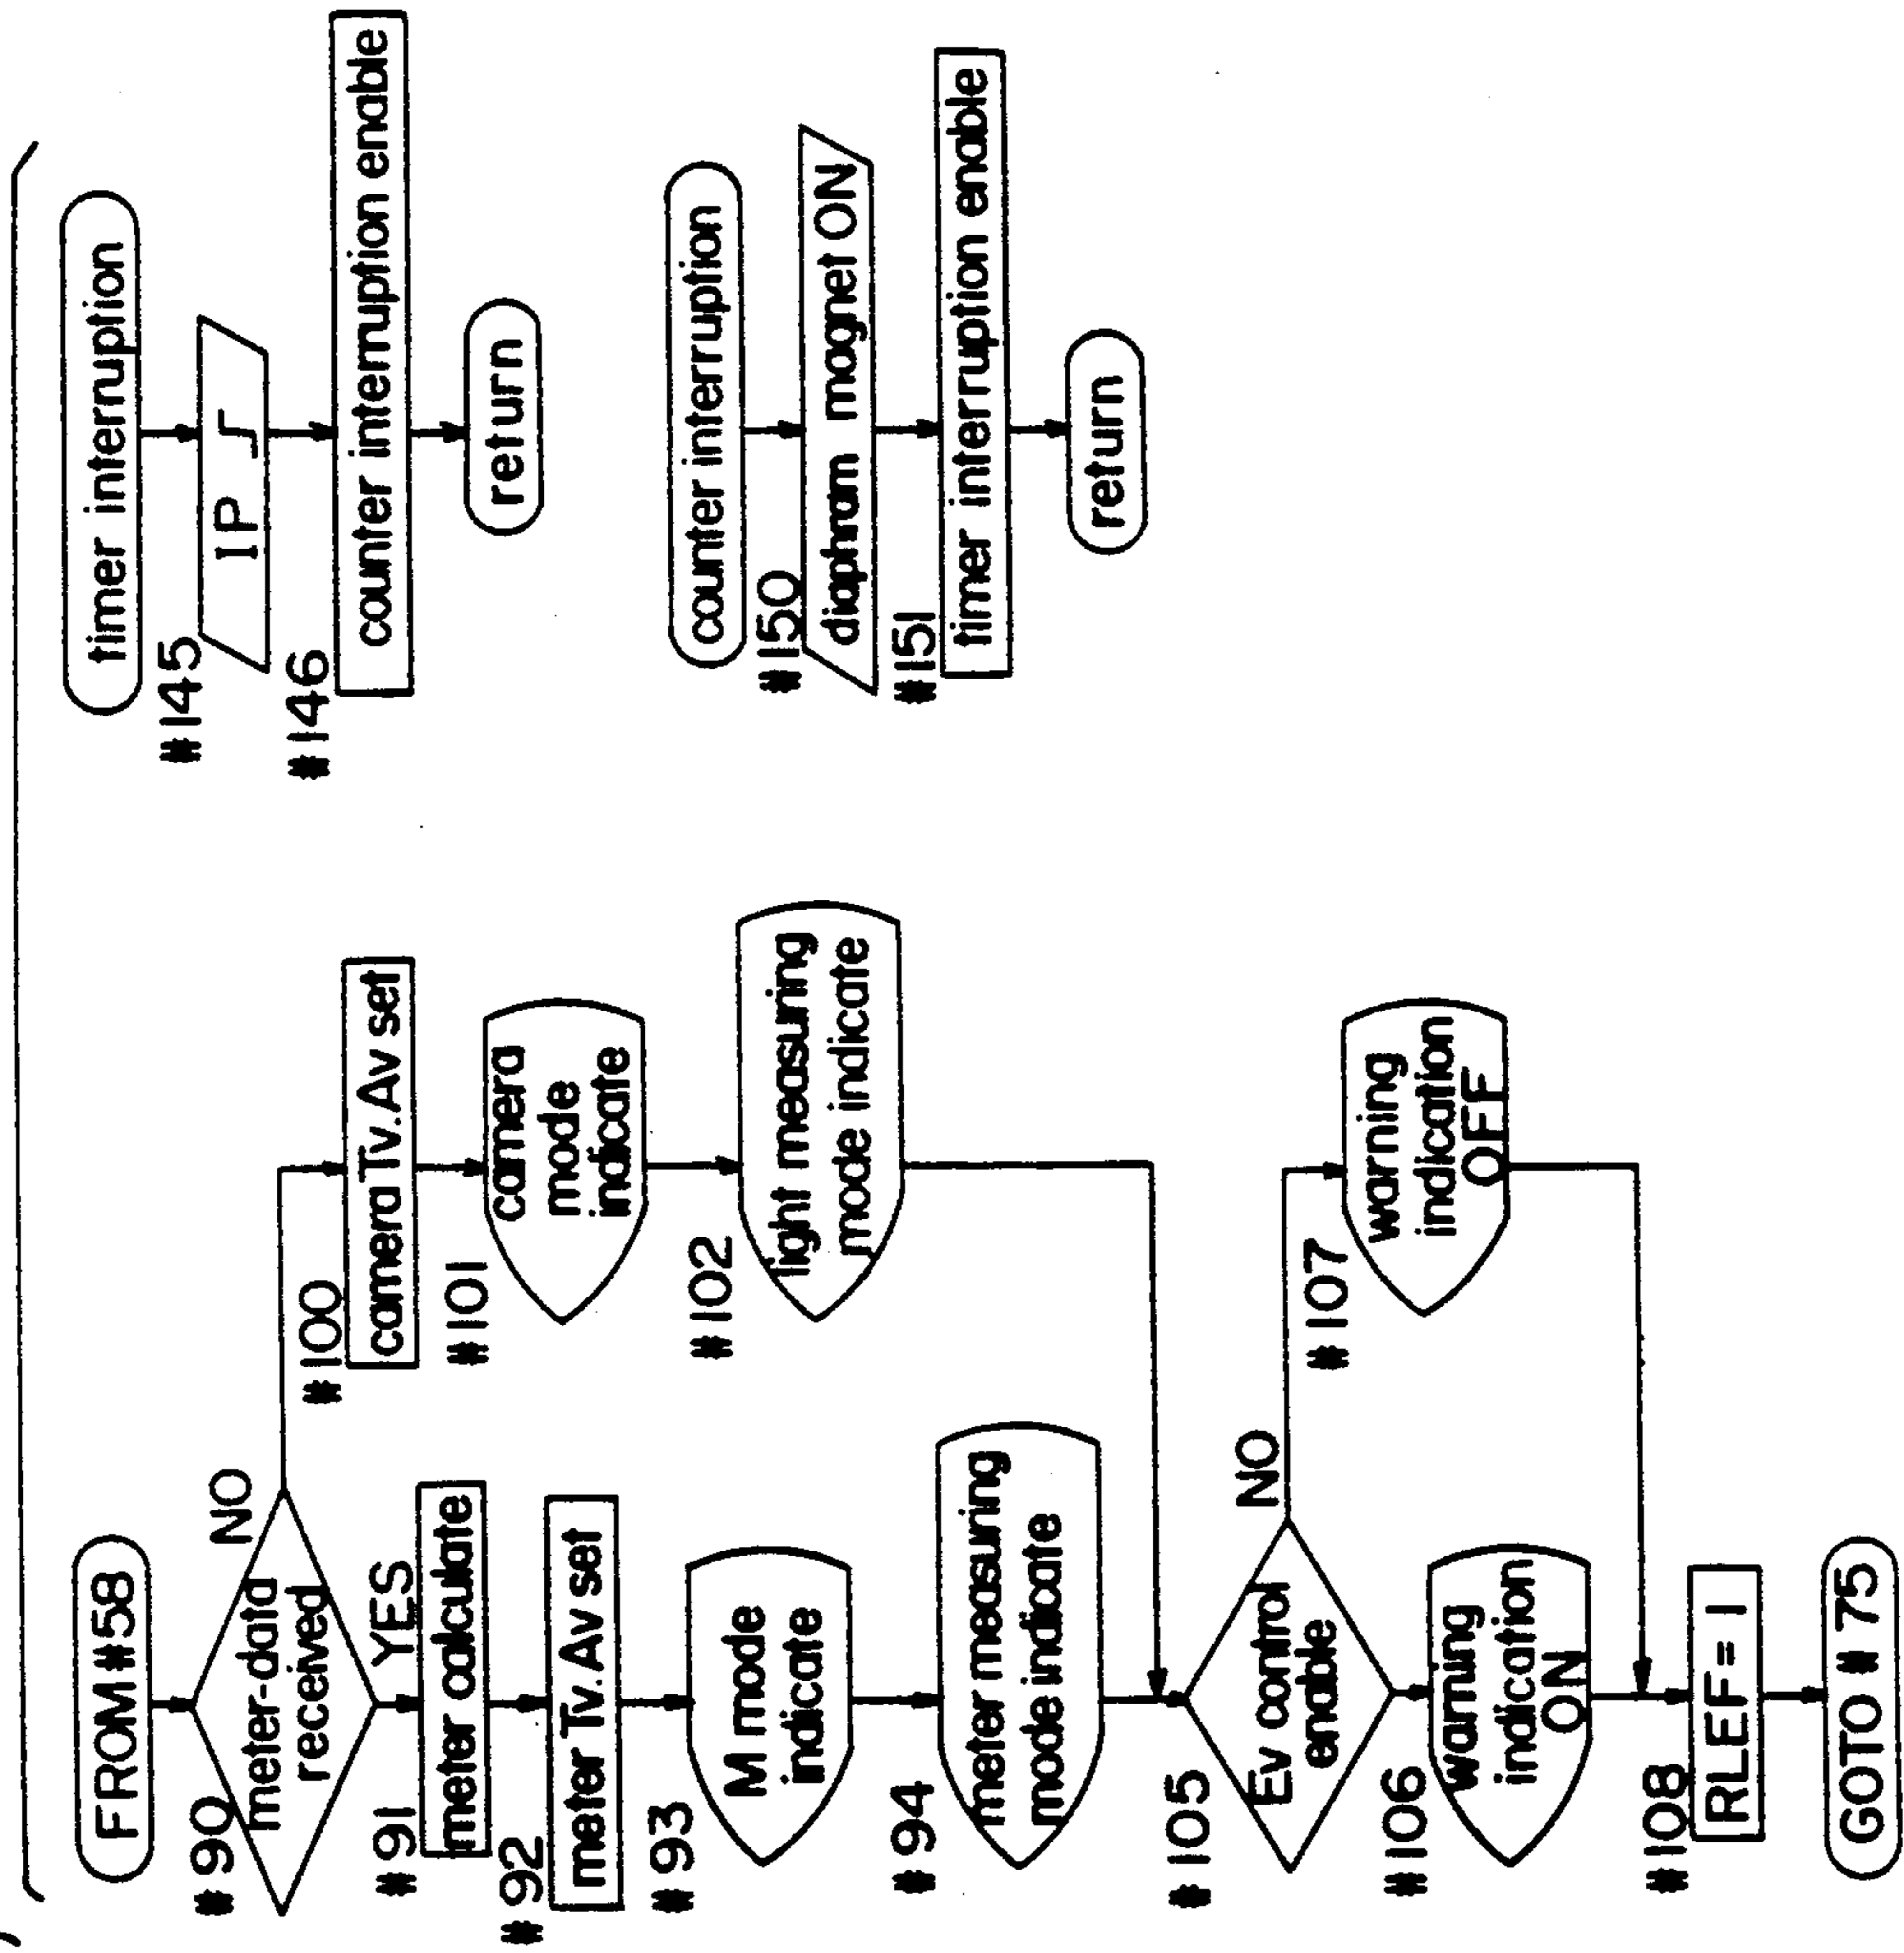 FROM #58
#90
meter-data
received
NO
YES
#91
meter calculate
#92
meter Tv.Av set
#93
M mode
indicate
#94
meter measuring
mode indicate
#100
camera Tv.Av set
#101
camera
mode
indicate
#102
light measuring
mode indicate
#105
Ev control
enable
NO
#106
warning
indication
ON
#107
warning
indication
OFF
#108
RLEF = 1
GOTO #75
timer interruption
#145
IP
#146
counter interruption enable
return
counter interruption
#150
diaphram magnet ON
#151
timer interruption enable
return